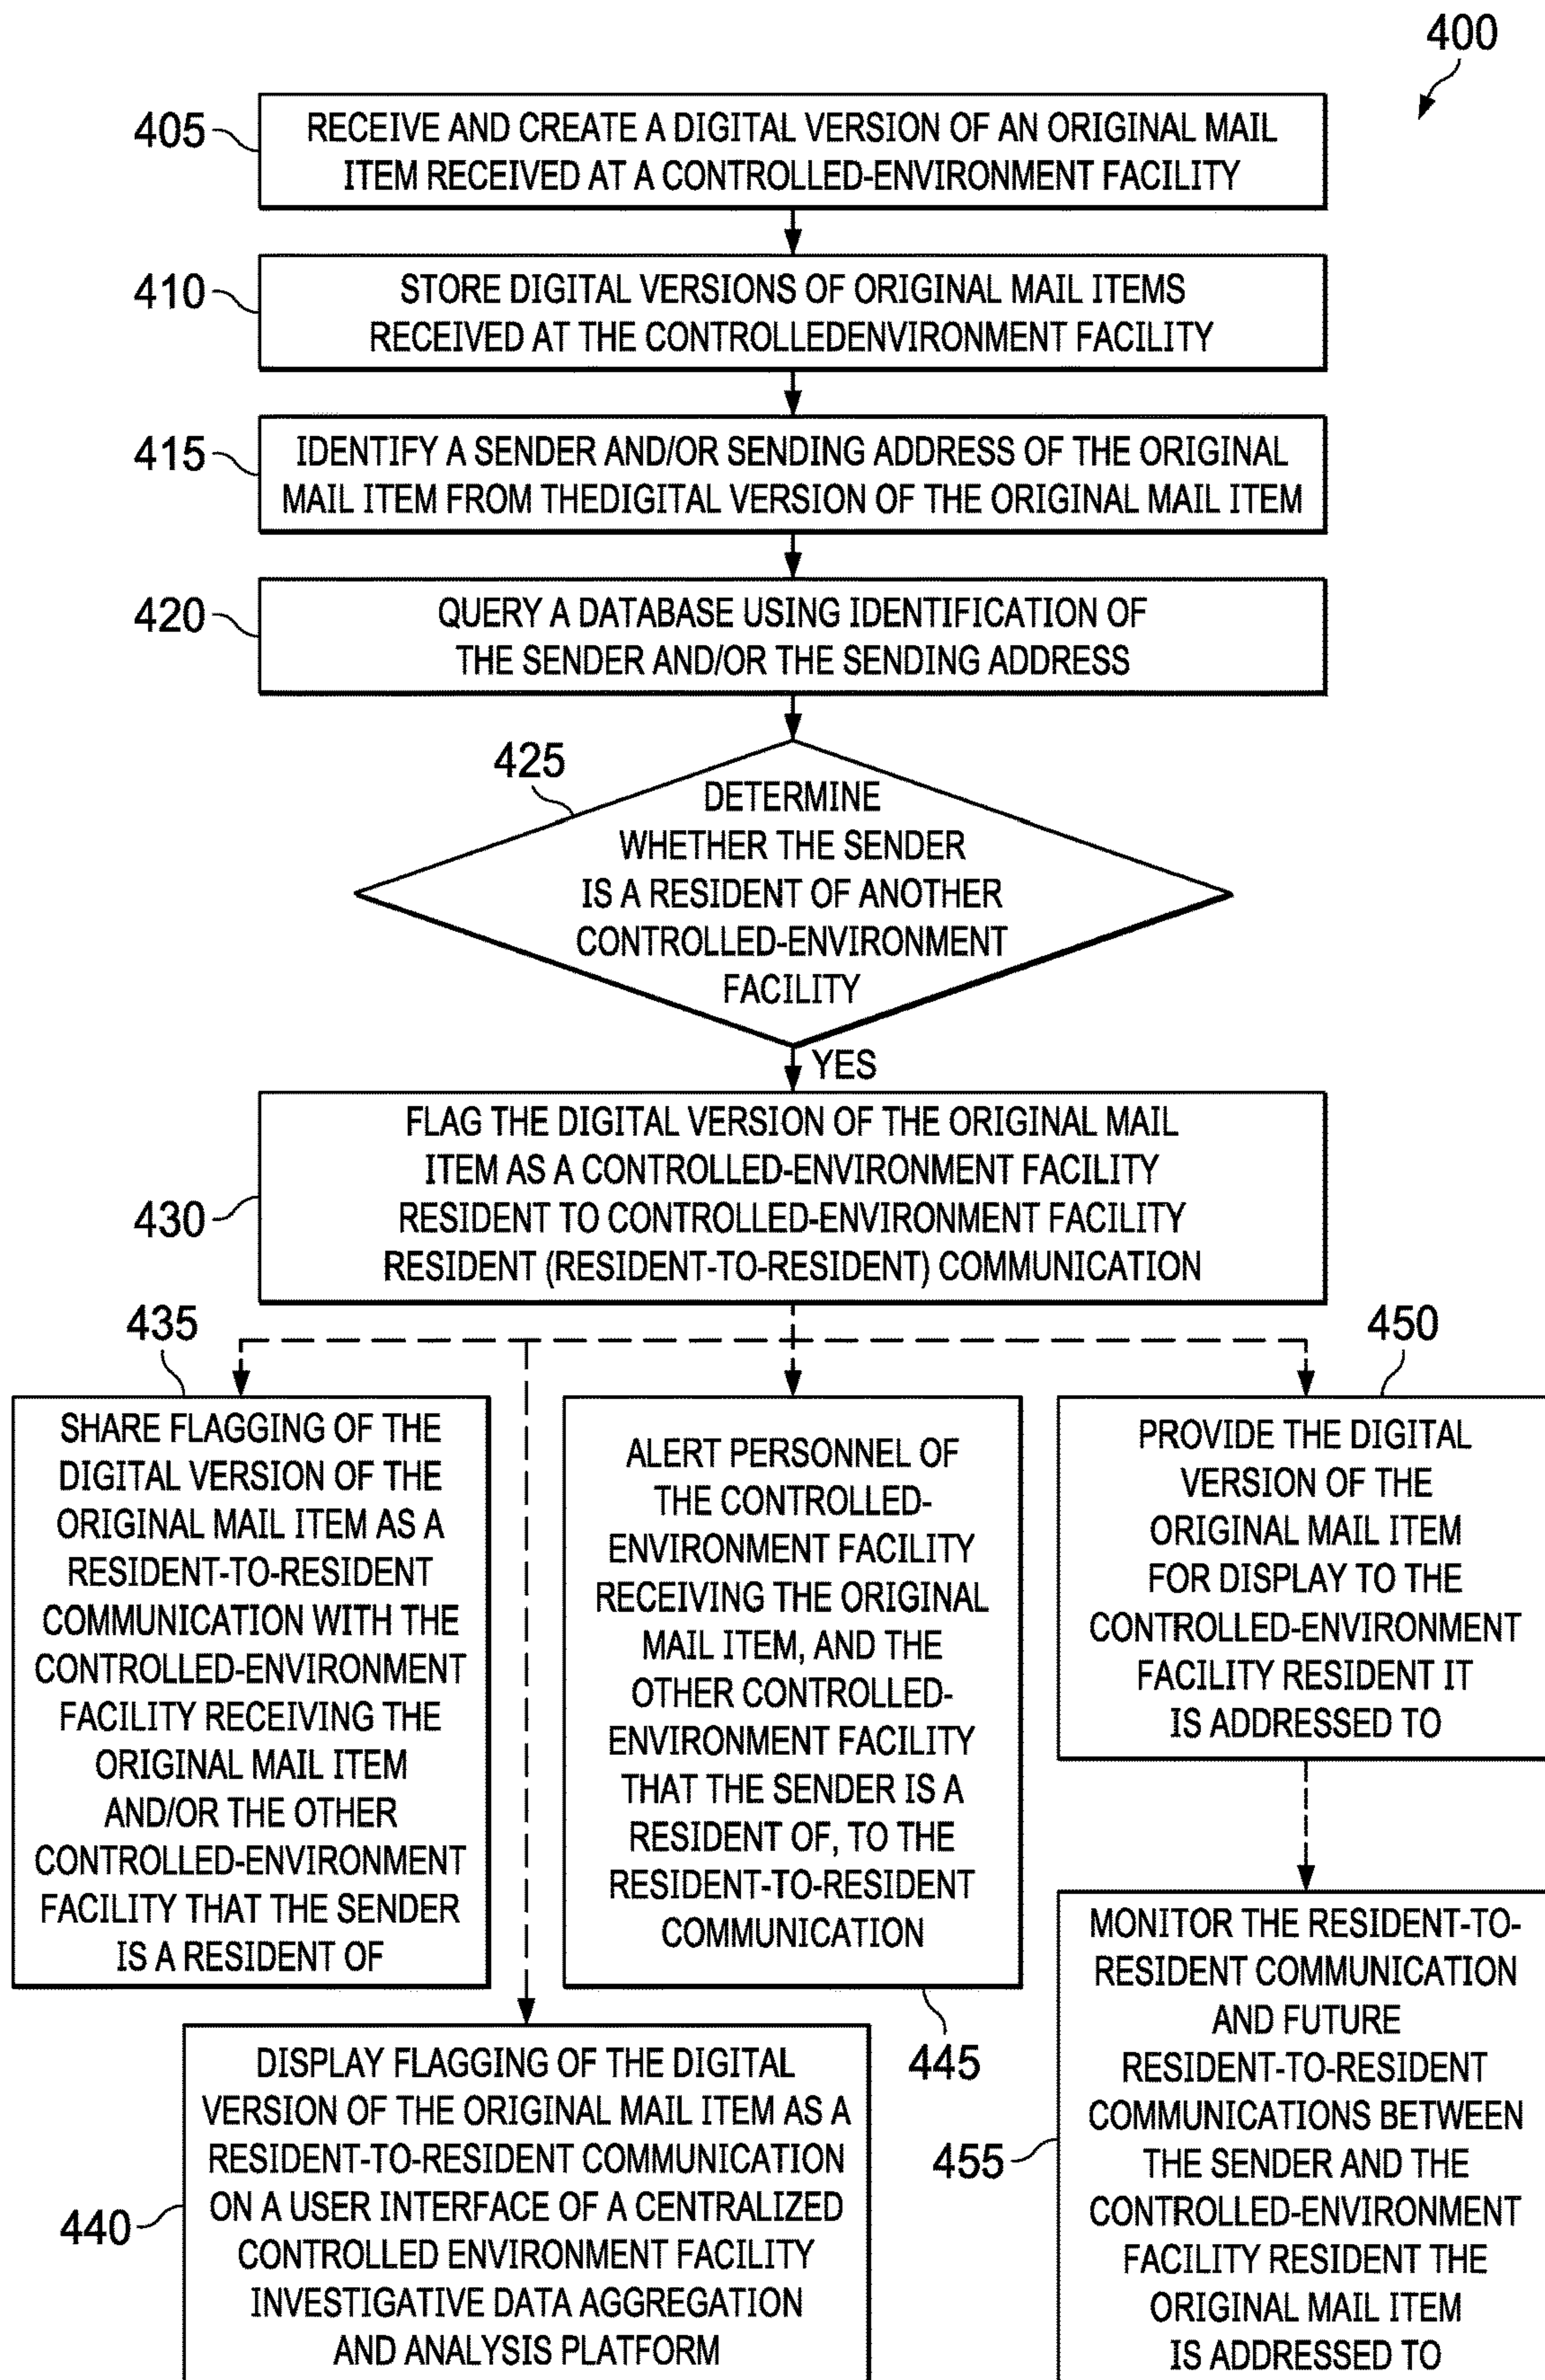 400
405
RECEIVE AND CREATE A DIGITAL VERSION OF AN ORIGINAL MAIL
ITEM RECEIVED AT A CONTROLLED-ENVIRONMENT FACILITY
410
STORE DIGITAL VERSIONS OF ORIGINAL MAIL ITEMS
RECEIVED AT THE CONTROLLEDENVIRONMENT FACILITY
415
IDENTIFY A SENDER AND/OR SENDING ADDRESS OF THE ORIGINAL
MAIL ITEM FROM THEDIGITAL VERSION OF THE ORIGINAL MAIL ITEM
420
QUERY A DATABASE USING IDENTIFICATION OF
THE SENDER AND/OR THE SENDING ADDRESS
425
DETERMINE
WHETHER THE SENDER
IS A RESIDENT OF ANOTHER
CONTROLLED-ENVIRONMENT
FACILITY
YES
430
FLAG THE DIGITAL VERSION OF THE ORIGINAL MAIL
ITEM AS A CONTROLLED-ENVIRONMENT FACILITY
RESIDENT TO CONTROLLED-ENVIRONMENT FACILITY
RESIDENT (RESIDENT-TO-RESIDENT) COMMUNICATION
435
SHARE FLAGGING OF THE
DIGITAL VERSION OF THE
ORIGINAL MAIL ITEM AS A
RESIDENT-TO-RESIDENT
COMMUNICATION WITH THE
CONTROLLED-ENVIRONMENT
FACILITY RECEIVING THE
ORIGINAL MAIL ITEM
AND/OR THE OTHER
CONTROLLED-ENVIRONMENT
FACILITY THAT THE SENDER
IS A RESIDENT OF
440
DISPLAY FLAGGING OF THE DIGITAL
VERSION OF THE ORIGINAL MAIL ITEM AS A
RESIDENT-TO-RESIDENT COMMUNICATION
ON A USER INTERFACE OF A CENTRALIZED
CONTROLLED ENVIRONMENT FACILITY
INVESTIGATIVE DATA AGGREGATION
AND ANALYSIS PLATFORM
ALERT PERSONNEL OF
THE CONTROLLED-
ENVIRONMENT FACILITY
RECEIVING THE ORIGINAL
MAIL ITEM, AND THE
OTHER CONTROLLED-
ENVIRONMENT FACILITY
THAT THE SENDER IS A
RESIDENT OF, TO THE
RESIDENT-TO-RESIDENT
COMMUNICATION
445
450
PROVIDE THE DIGITAL
VERSION OF THE
ORIGINAL MAIL ITEM
FOR DISPLAY TO THE
CONTROLLED-ENVIRONMENT
FACILITY RESIDENT IT
IS ADDRESSED TO
455
MONITOR THE RESIDENT-TO-
RESIDENT COMMUNICATION
AND FUTURE
RESIDENT-TO-RESIDENT
COMMUNICATIONS BETWEEN
THE SENDER AND THE
CONTROLLED-ENVIRONMENT
FACILITY RESIDENT THE
ORIGINAL MAIL ITEM
IS ADDRESSED TO